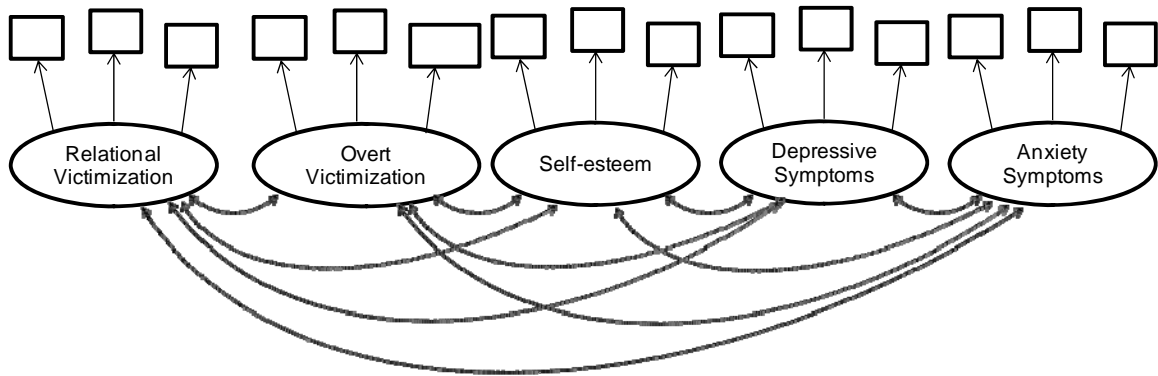 Relational
Victimization
Overt
Victimization
Self-esteem
Depressive
Symptoms
Anxiety
Symptoms